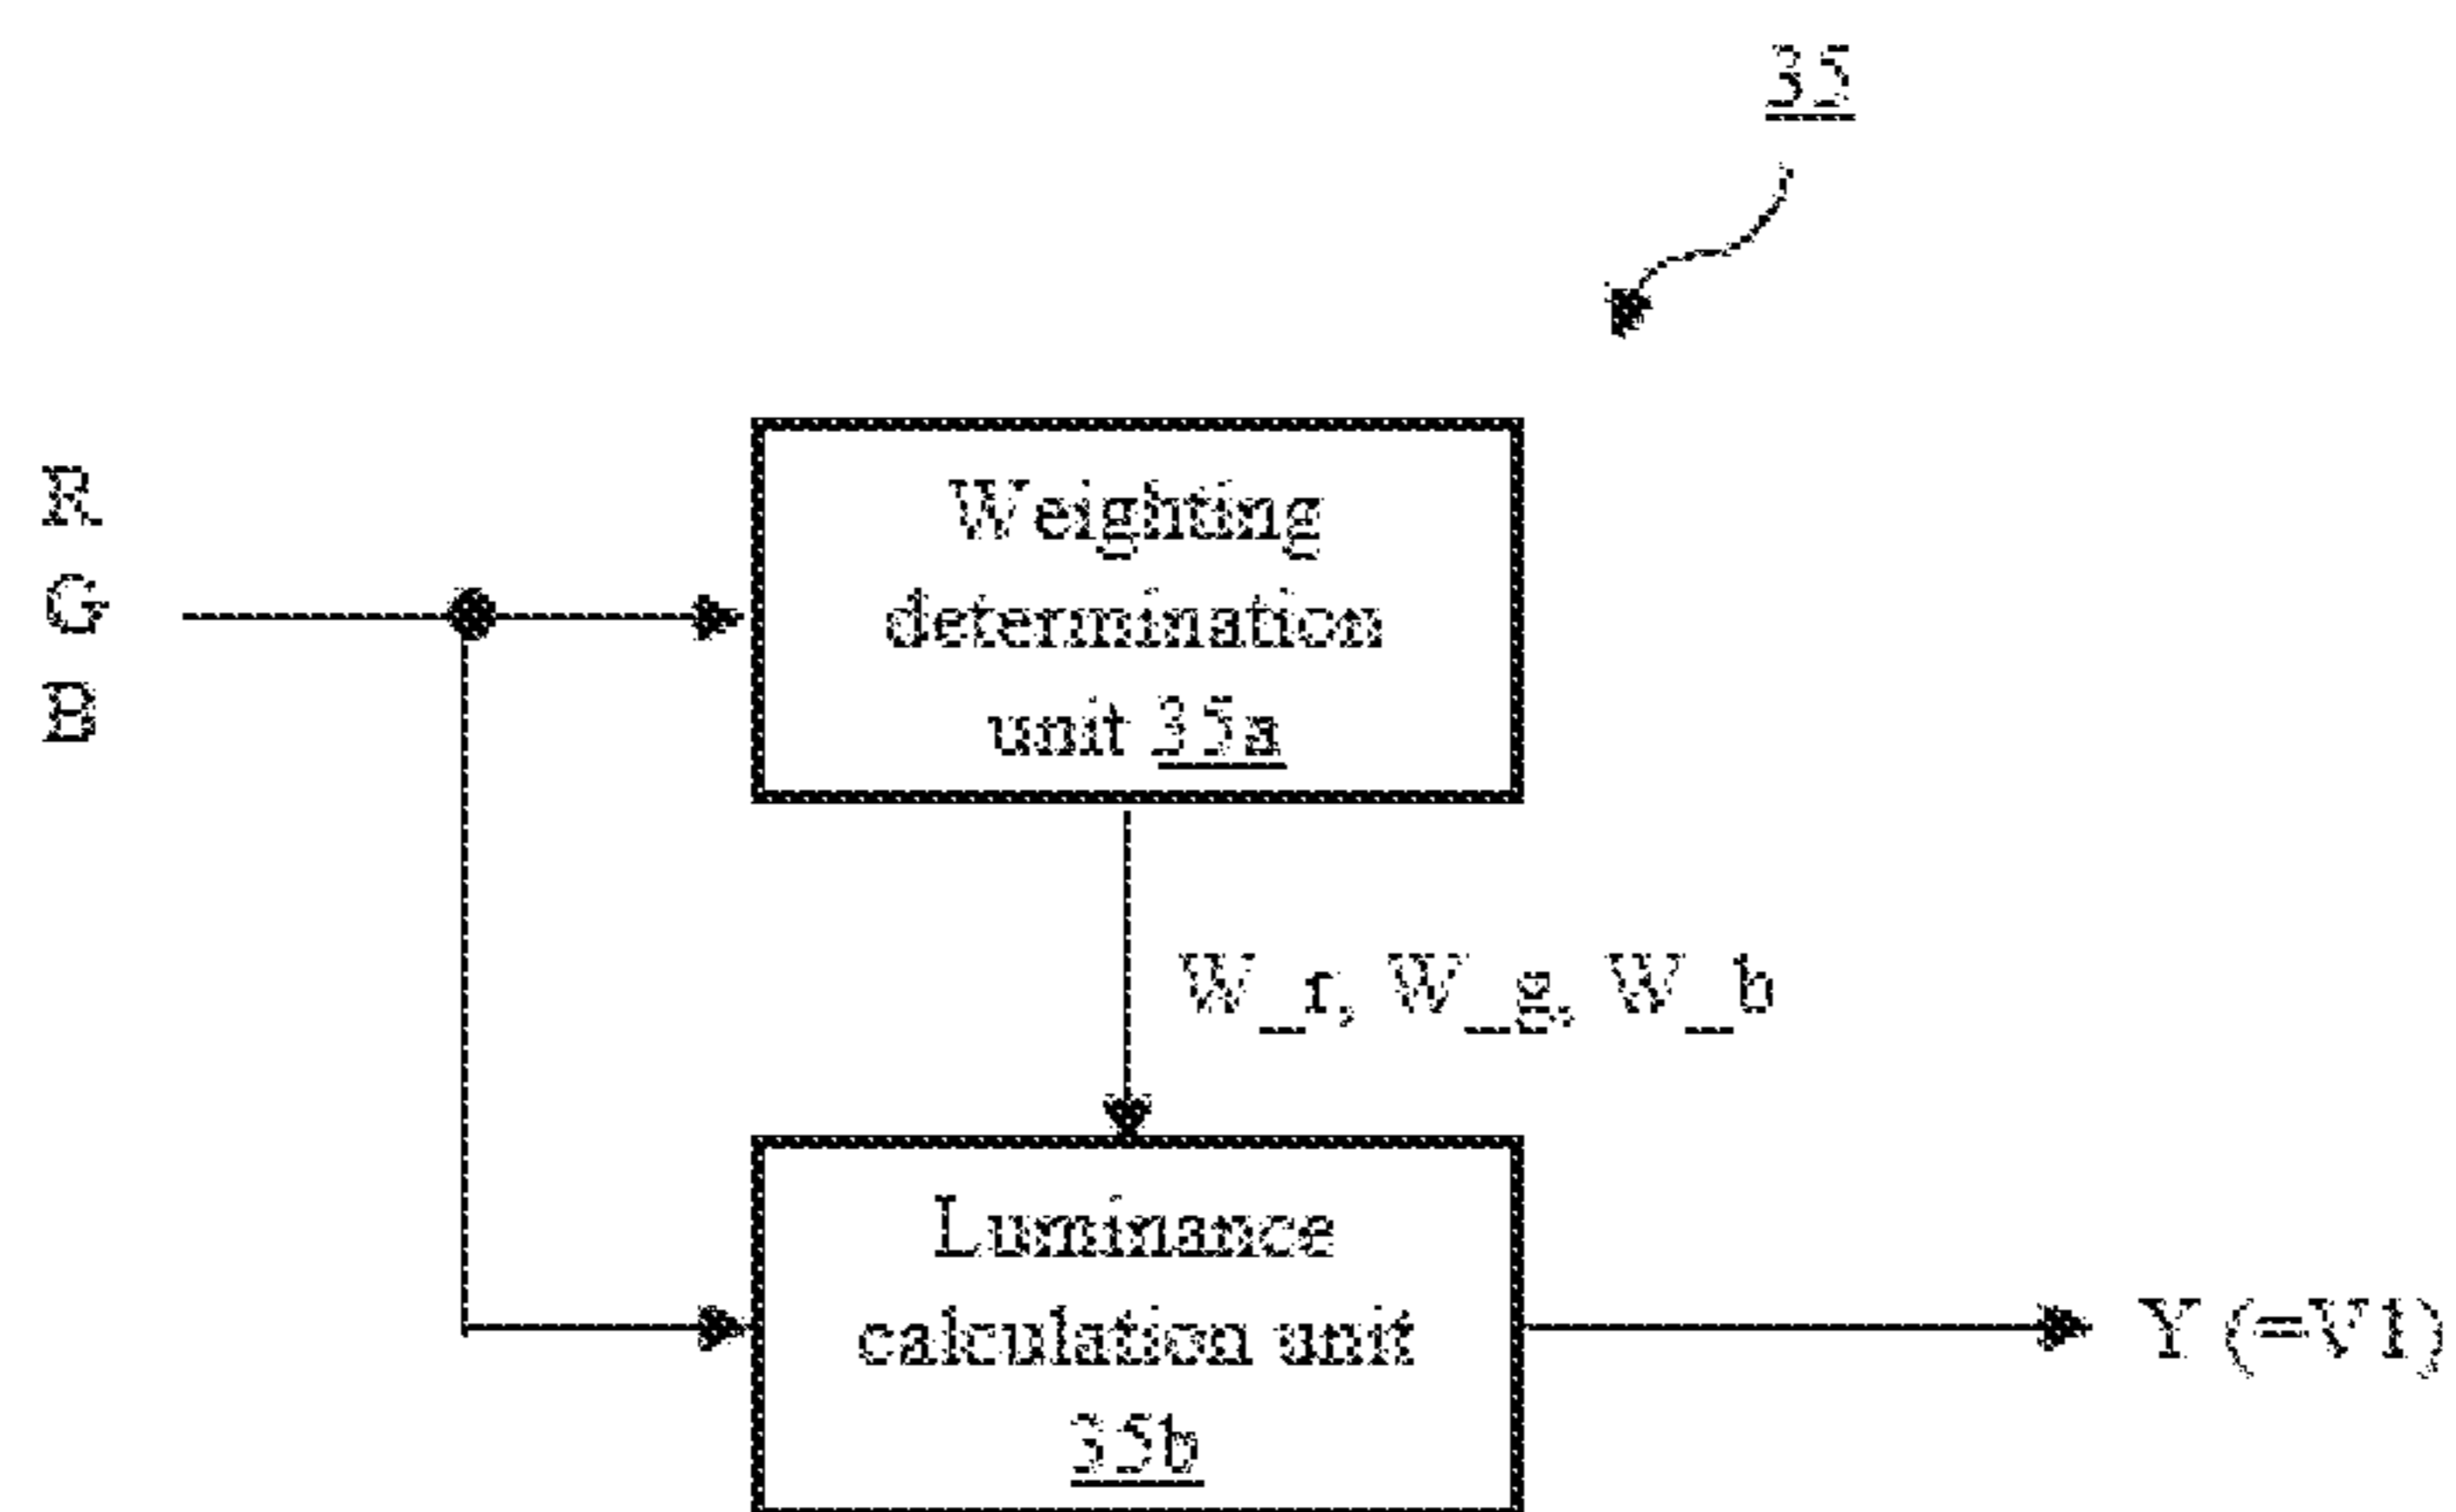 35
R
G
B
Weighting
determination
unit 35a
W_r, W_g, W_b
Luminance
calculation unit
35b
Y (=V1)